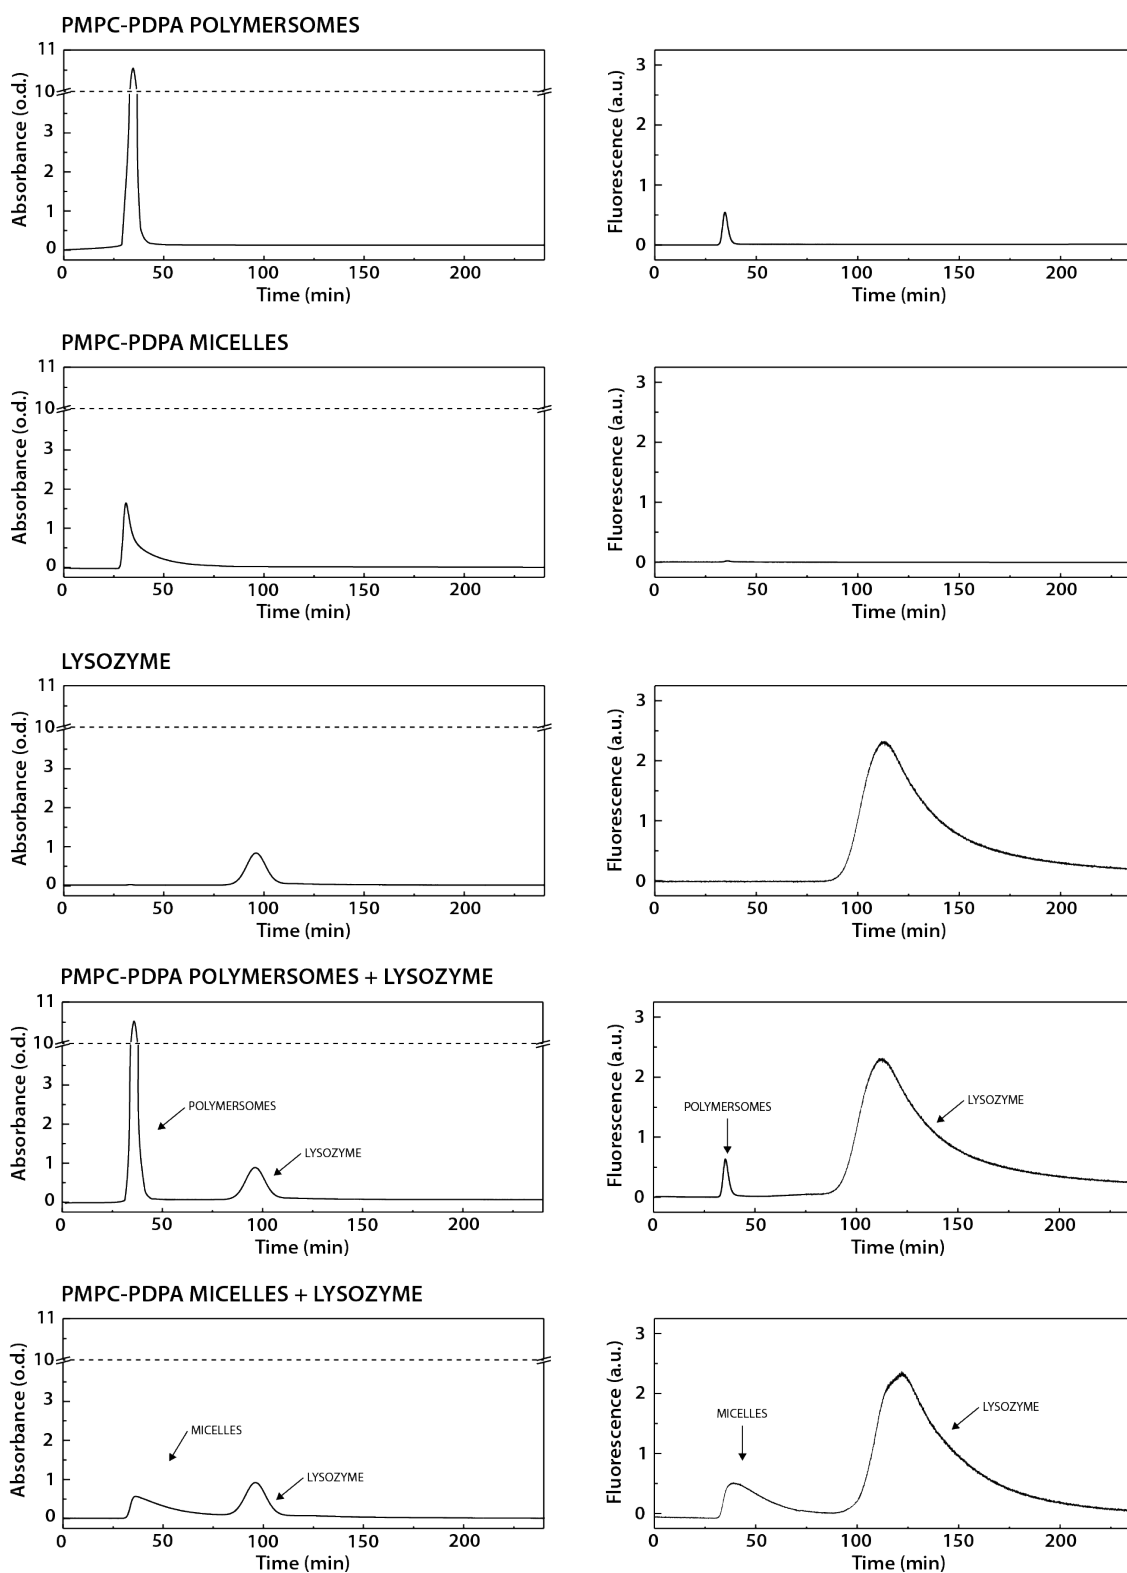 PMPC-PDPA POLYMERSOMES
11
10
3
2
1
0
Absorbance (o.d.)
0 50 100 150 200
Time (min)
3
2
1
0
Fluorescence (a.u.)
0 50 100 150 200
Time (min)
PMPC-PDPA MICELLES
11
10
3
2
1
0
Absorbance (o.d.)
0 50 100 150 200
Time (min)
3
2
1
0
Fluorescence (a.u.)
0 50 100 150 200
Time (min)
LYSOZYME
11
10
3
2
1
0
Absorbance (o.d.)
0 50 100 150 200
Time (min)
3
2
1
0
Fluorescence (a.u.)
0 50 100 150 200
Time (min)
PMPC-PDPA POLYMERSOMES + LYSOZYME
11
10
3
2
1
0
Absorbance (o.d.)
POLYMERSOMES
LYSOZYME
0 50 100 150 200
Time (min)
3
2
1
0
Fluorescence (a.u.)
POLYMERSOMES
LYSOZYME
0 50 100 150 200
Time (min)
PMPC-PDPA MICELLES + LYSOZYME
11
10
3
2
1
0
Absorbance (o.d.)
MICELLES
LYSOZYME
0 50 100 150 200
Time (min)
3
2
1
0
Fluorescence (a.u.)
MICELLES
LYSOZYME
0 50 100 150 200
Time (min)